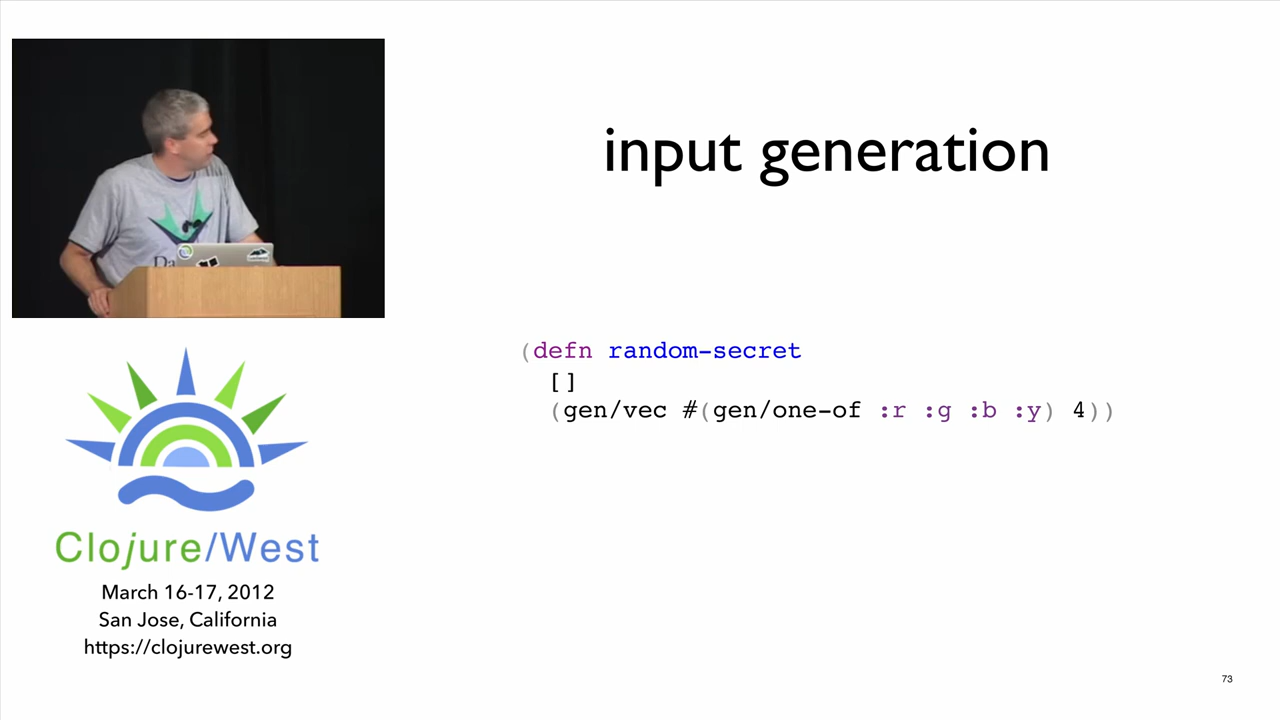 input generation
(defn random-secret
[]
(gen/vec #(gen/one-of :r :g :b :y) 4))
Da
Clojure/West
March 16-17, 2012
San Jose, California
https://clojurewest.org
73